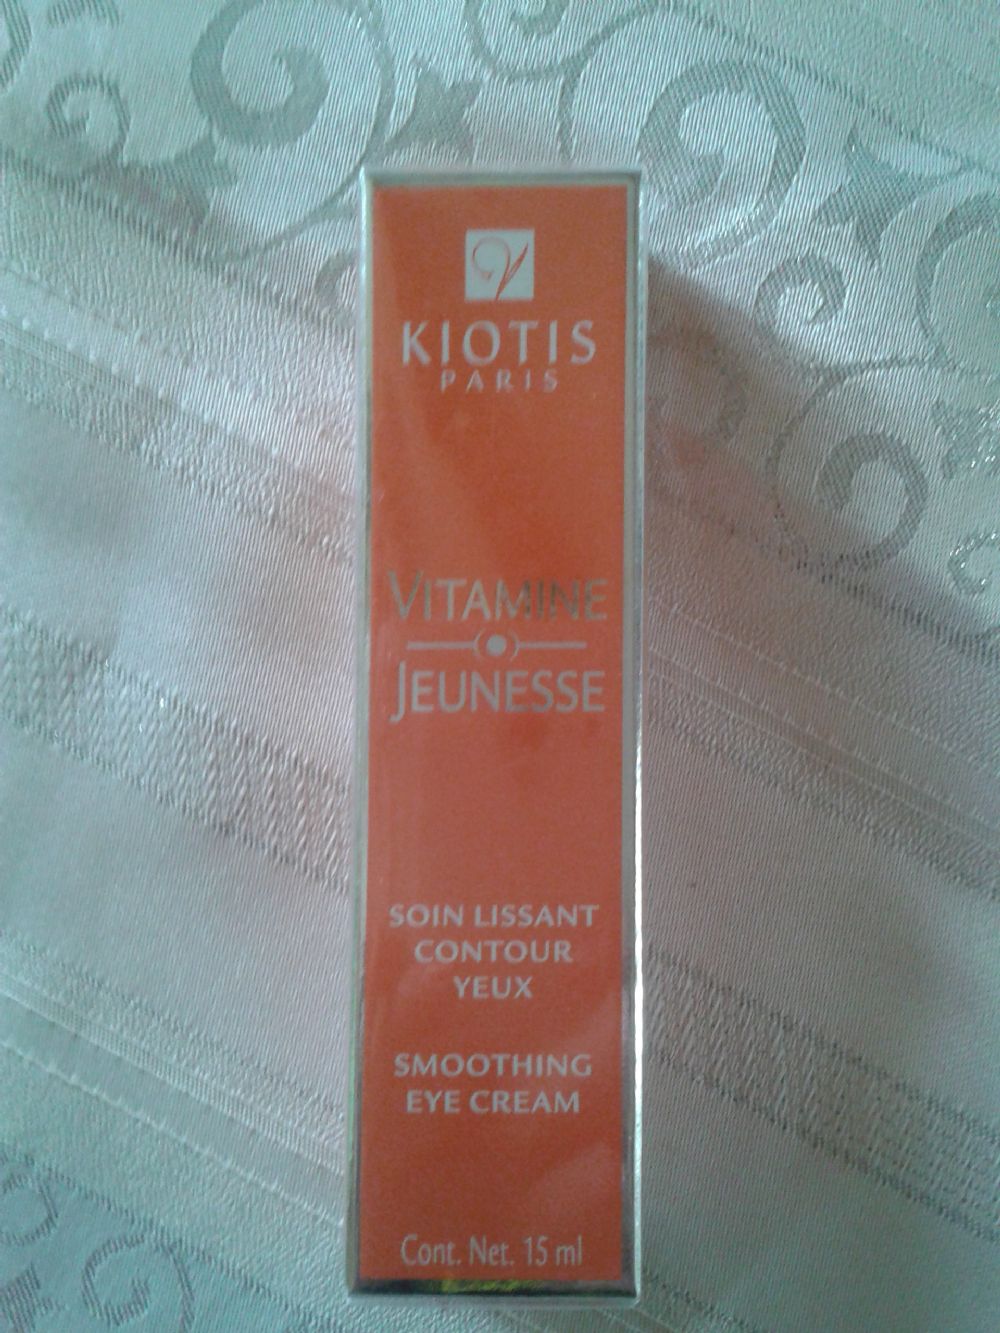 KIOTIS
PARIS
VITAMINE
JEUNESSE
SOIN LISSANT
CONTOUR
YEUX
SMOOTHING
EYE CREAM
Cont. Net. 15 ml